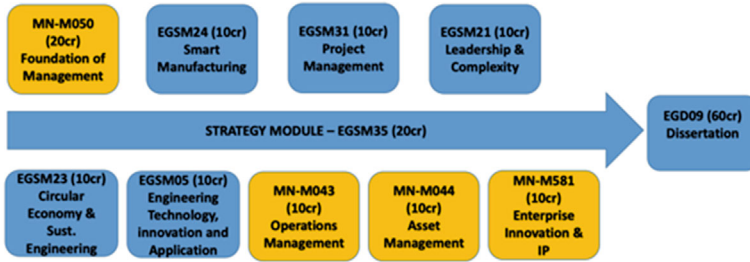 MN-M050
(20cr)
Foundation of
Management
EGSM24 (10cr)
Smart
Manufacturing
EGSM31 (10cr)
Project
Management
EGSM21 (10cr)
Leadership &
Complexity
STRATEGY MODULE – EGSM35 (20cr)
EGD09 (60cr)
Dissertation
EGSM23 (10cr)
Circular
Economy &
Sust.
Engineering
EGSM05 (10cr)
Engineering
Technology,
innovation and
Application
MN-M043
(10cr)
Operations
Management
MN-M044
(10cr)
Asset
Management
MN-M581
(10cr)
Enterprise
Innovation &
IP